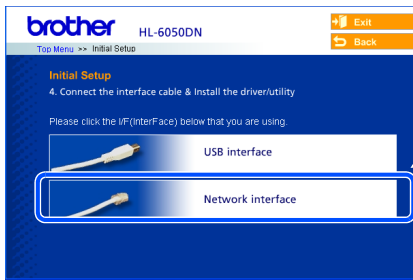 brother HL-6050DN
Exit
Back
Top Menu >> Initial Setup
Initial Setup
4. Connect the interface cable & Install the driver/utility
Please click the I/F(InterFace) below that you are using.
USB interface
Network interface